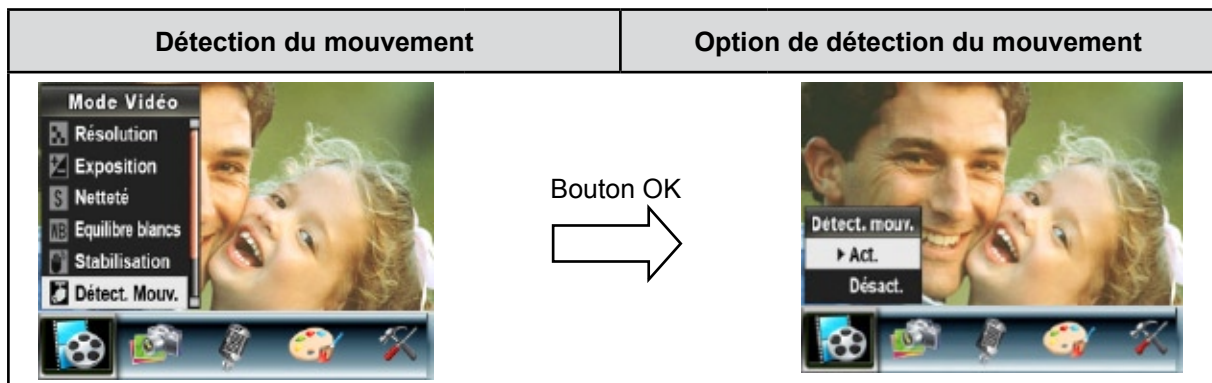 Détection du mouvement
Option de détection du mouvement
Mode Vidéo
Résolution
Exposition
S Netteté
Equilibre blancs
Stabilisation
Détect. Mouv.
Bouton OK
Détect. mouv.
Act.
Désact.